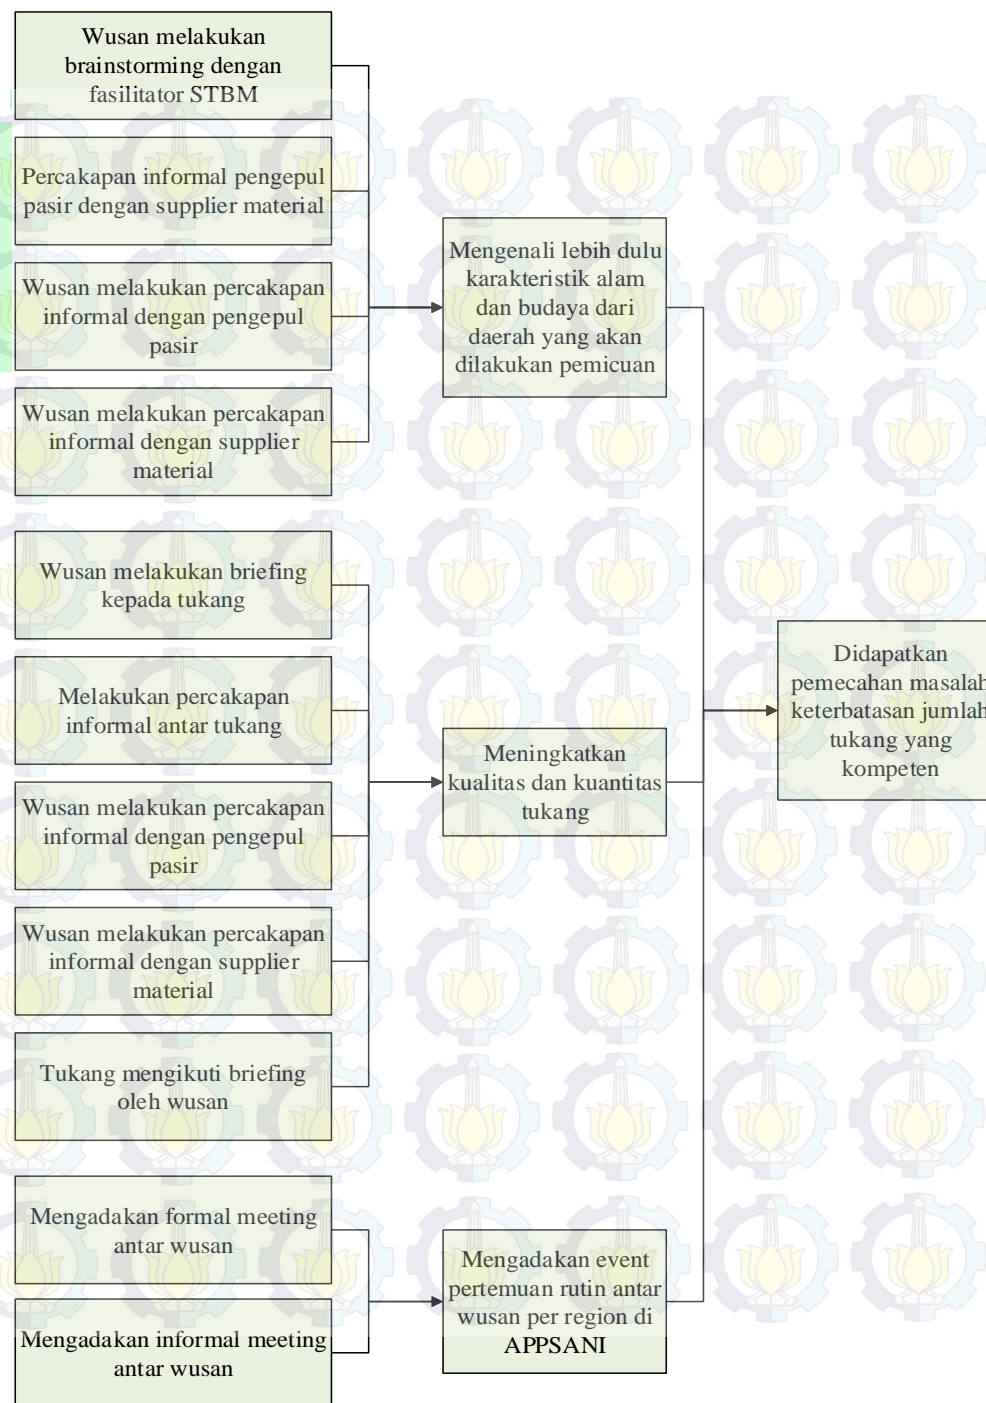 Wusan melakukan
brainstorming dengan
fasilitator STBM
Percakapan informal pengepul
pasir dengan supplier material
Wusan melakukan percakapan
informal dengan pengepul
pasir
Wusan melakukan percakapan
informal dengan supplier
material
Mengenali lebih dulu
karakteristik alam
dan budaya dari
daerah yang akan
dilakukan pemicuan
Wusan melakukan briefing
kepada tukang
Melakukan percakapan
informal antar tukang
Wusan melakukan percakapan
informal dengan pengepul
pasir
Wusan melakukan percakapan
informal dengan supplier
material
Tukang mengikuti briefing
oleh wusan
Meningkatkan
kualitas dan kuantitas
tukang
Mengadakan formal meeting
antar wusan
Mengadakan informal meeting
antar wusan
Mengadakan event
pertemuan rutin antar
wusan per region di
APPSANI
Didapatkan
pemecahan masalah
keterbatasan jumlah
tukang yang
kompeten